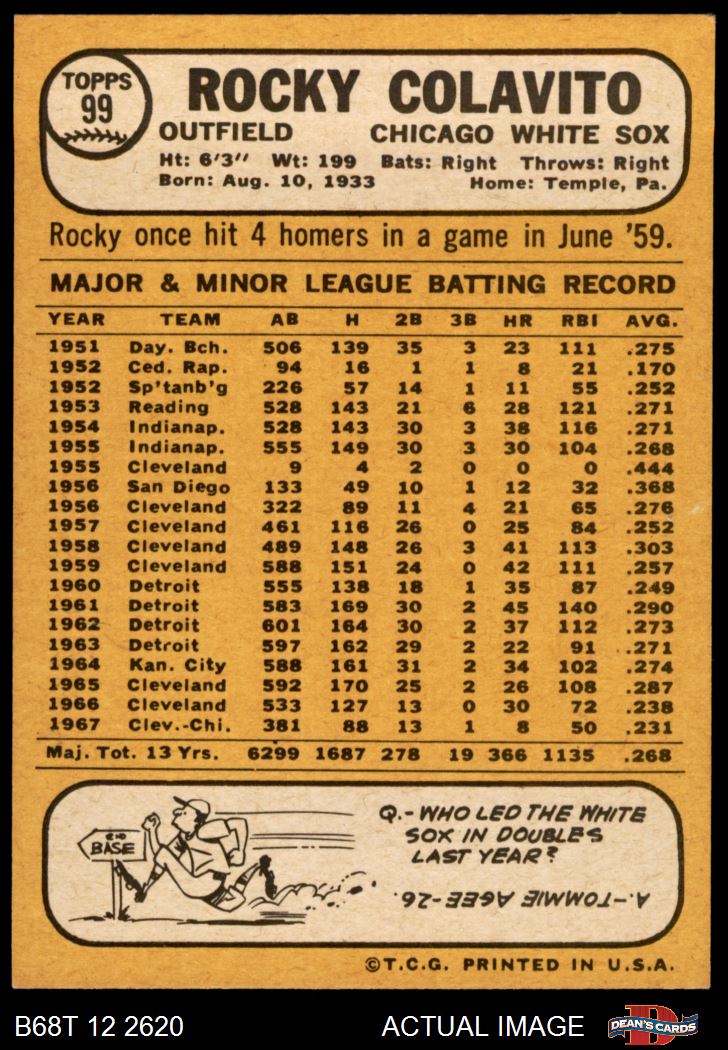 TOPPS
99
ROCKY COLAVITO
OUTFIELD CHICAGO WHITE SOX
Ht: 6'3" Wt: 199 Bats: Right Throws: Right
Born: Aug. 10, 1933 Home: Temple, Pa.
Rocky once hit 4 homers in a game in June '59.
MAJOR & MINOR LEAGUE BATTING RECORD
YEAR TEAM AB H 2B 3B HR RBI AVG.
1951 Day. Bch. 506 139 35 3 23 111 .275
1952 Ced. Rap. 94 16 1 1 8 21 .170
1952 Sp'tanb'g 226 57 14 1 11 55 .252
1953 Reading 528 143 21 6 28 121 .271
1954 Indianap. 528 143 30 3 38 116 .271
1955 Indianap. 555 149 30 3 30 104 .268
1955 Cleveland 9 4 2 0 0 0 .444
1956 San Diego 133 49 10 1 12 32 .368
1956 Cleveland 322 89 11 4 21 65 .276
1957 Cleveland 461 116 26 0 25 84 .252
1958 Cleveland 489 148 26 3 41 113 .303
1959 Cleveland 588 151 24 0 42 111 .257
1960 Detroit 555 138 18 1 35 87 .249
1961 Detroit 583 169 30 2 45 140 .290
1962 Detroit 601 164 30 2 37 112 .273
1963 Detroit 597 162 29 2 22 91 .271
1964 Kan. City 588 161 31 2 34 102 .274
1965 Cleveland 592 170 25 2 26 108 .287
1966 Cleveland 533 127 13 0 30 72 .238
1967 Clev.-Chi. 381 88 13 1 8 50 .231
Maj. Tot. 13 Yrs. 6299 1687 278 19 366 1135 .268
2ND
BASE
Q.- WHO LED THE WHITE
SOX IN DOUBLES
LAST YEAR?
A.-TOMMIE AGEE-26.
©T.C.G. PRINTED IN U.S.A.
B68T 12 2620 ACTUAL IMAGE
D
DEAN'S CARDS